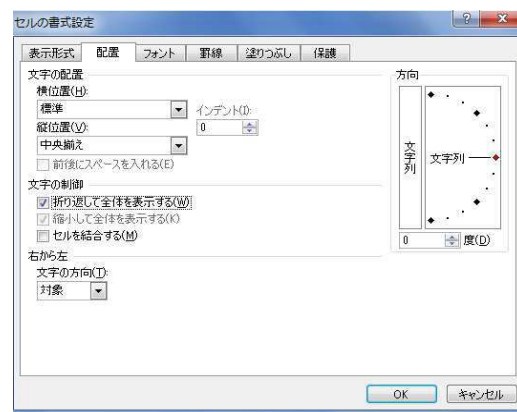 セルの書式設定
表示形式 配置 フォント 罫線 塗りつぶし 保護
文字の配置
横位置(H):
標準
インデント(I):
縦位置(V):
0
中央揃え
前後にスペースを入れる(E)
文字の制御
折り返して全体を表示する(W)
縮小して全体を表示する(K)
セルを結合する(M)
右から左
文字の方向(T):
対象
方向
文字列
文字列
0 度(D)
OK キャンセル